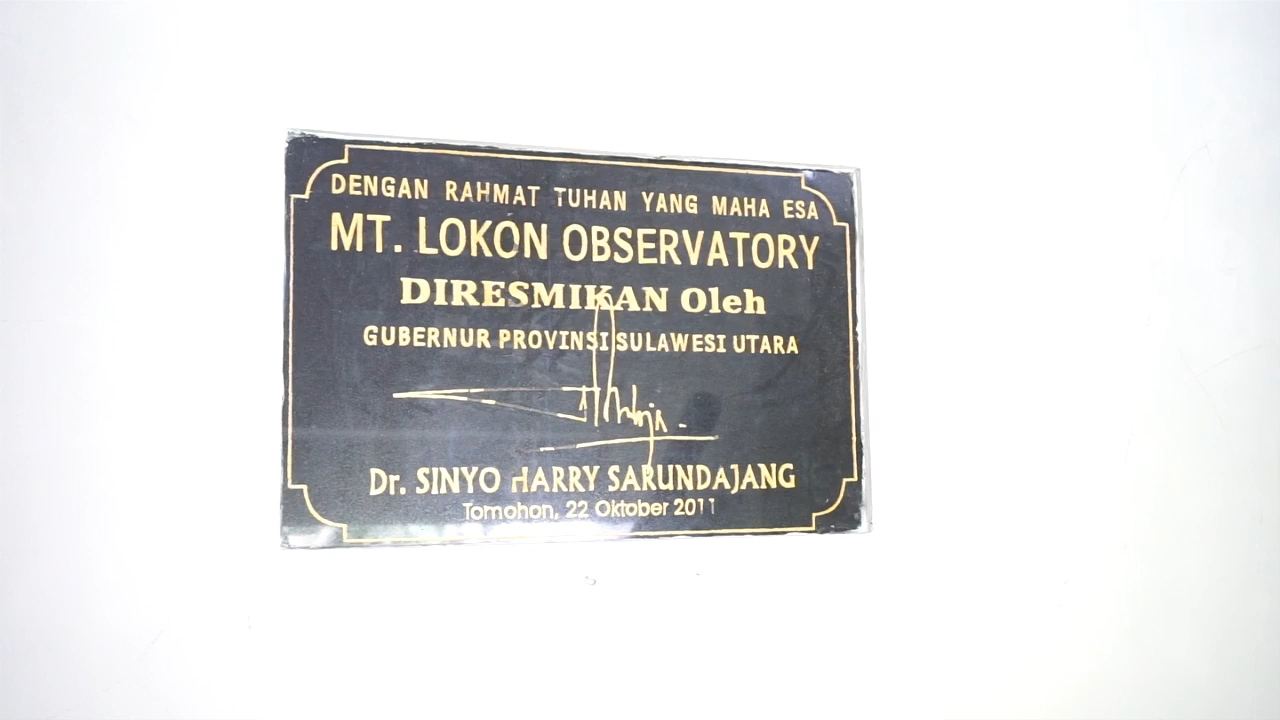 DENGAN RAHMAT TUHAN YANG MAHA ESA
MT. LOKON OBSERVATORY
DIRESMIKAN Oleh
GUBERNUR PROVINSI SULAWESI UTARA
Dr. SINYO HARRY SARUNDAJANG
Tomohon, 22 Oktober 2011